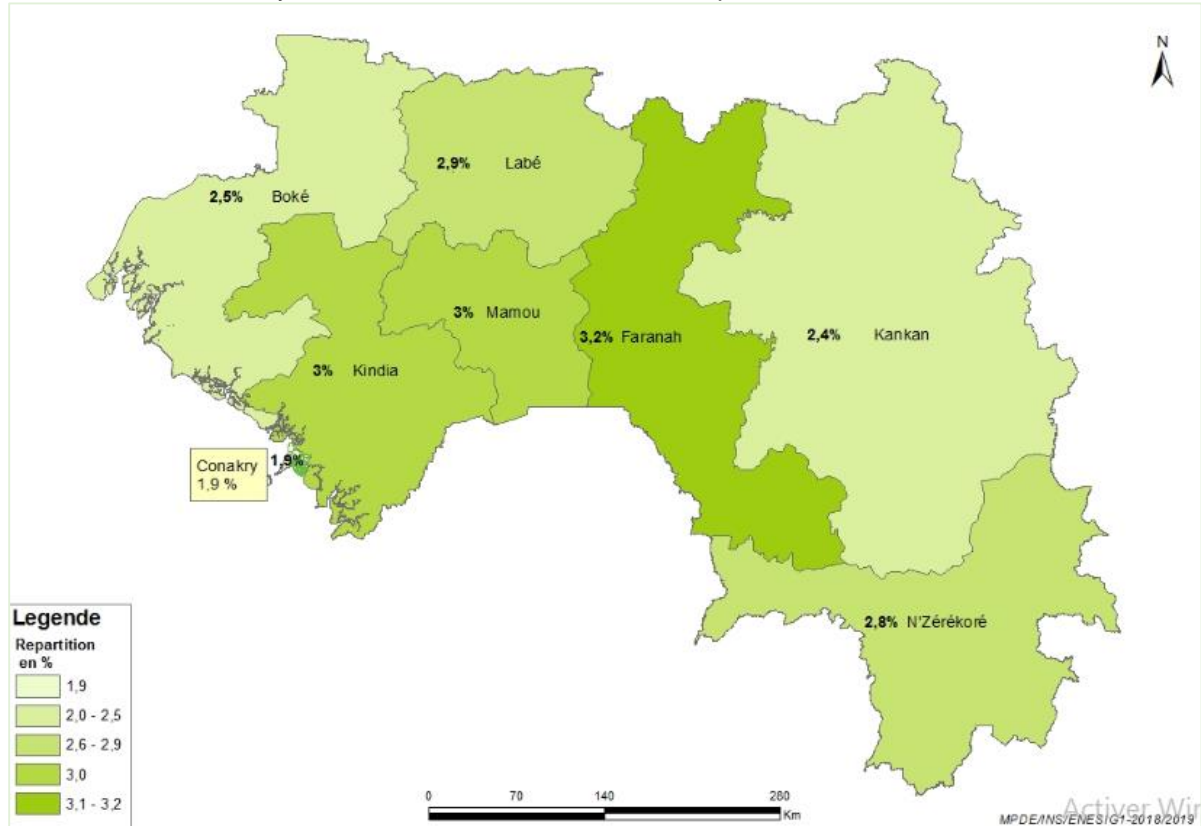 N
2,9% Labé
2,5% Boké
3% Mamou
3,2% Faranah
2,4% Kankan
3% Kindia
1,9%
Conakry
1,9 %
2,8% N'Zérékoré
Legende
Repartition
en %
1,9
2,0 - 2,5
2,6 - 2,9
3,0
3,1 - 3,2
0 70 140 280
Km
Activer Wi
MPDE/INS/ENESIG1-2018/2019